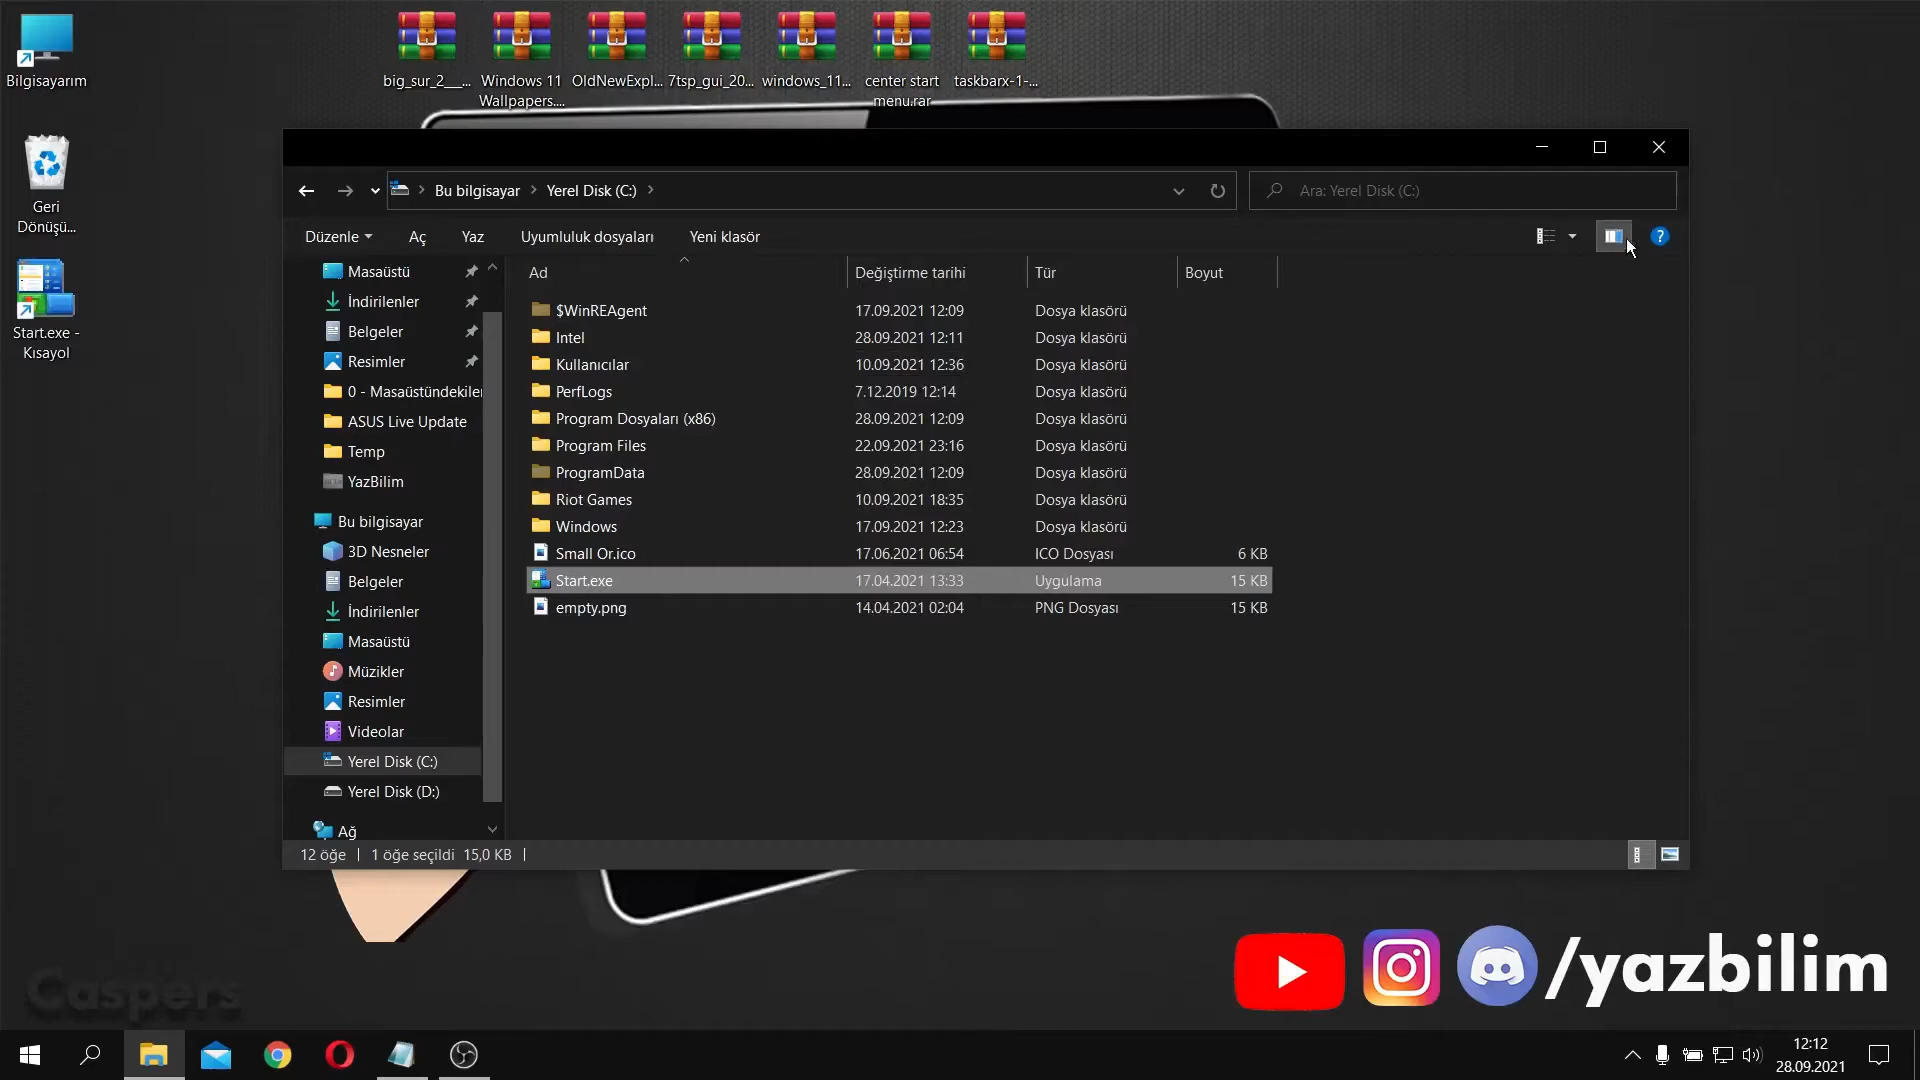 Bilgisayarım
Geri
Dönüşü...
Start.exe -
Kısayol
big_sur_2___...
Windows 11
Wallpapers....
OldNewExpl...
7tsp_gui_20...
windows_11...
center start
menu.rar
taskbarx-1-...
Bu bilgisayar
Yerel Disk (C:)
Ara: Yerel Disk (C:)
Düzenle
Aç
Yaz
Uyumluluk dosyaları
Yeni klasör
?
Masaüstü
İndirilenler
Belgeler
Resimler
0 - Masaüstündekiler
ASUS Live Update
Temp
YazBilim
Bu bilgisayar
3D Nesneler
Belgeler
İndirilenler
Masaüstü
Müzikler
Resimler
Videolar
Yerel Disk (C:)
Yerel Disk (D:)
Ağ
Ad Değiştirme tarihi Tür Boyut
$WinREAgent 17.09.2021 12:09 Dosya klasörü
Intel 28.09.2021 12:11 Dosya klasörü
Kullanıcılar 10.09.2021 12:36 Dosya klasörü
PerfLogs 7.12.2019 12:14 Dosya klasörü
Program Dosyaları (x86) 28.09.2021 12:09 Dosya klasörü
Program Files 22.09.2021 23:16 Dosya klasörü
ProgramData 28.09.2021 12:09 Dosya klasörü
Riot Games 10.09.2021 18:35 Dosya klasörü
Windows 17.09.2021 12:23 Dosya klasörü
Small Or.ico 17.06.2021 06:54 ICO Dosyası 6 KB
Start.exe 17.04.2021 13:33 Uygulama 15 KB
empty.png 14.04.2021 02:04 PNG Dosyası 15 KB
12 öğe 1 öğe seçildi 15,0 KB
/yazbilim
Caspers
12:12
28.09.2021